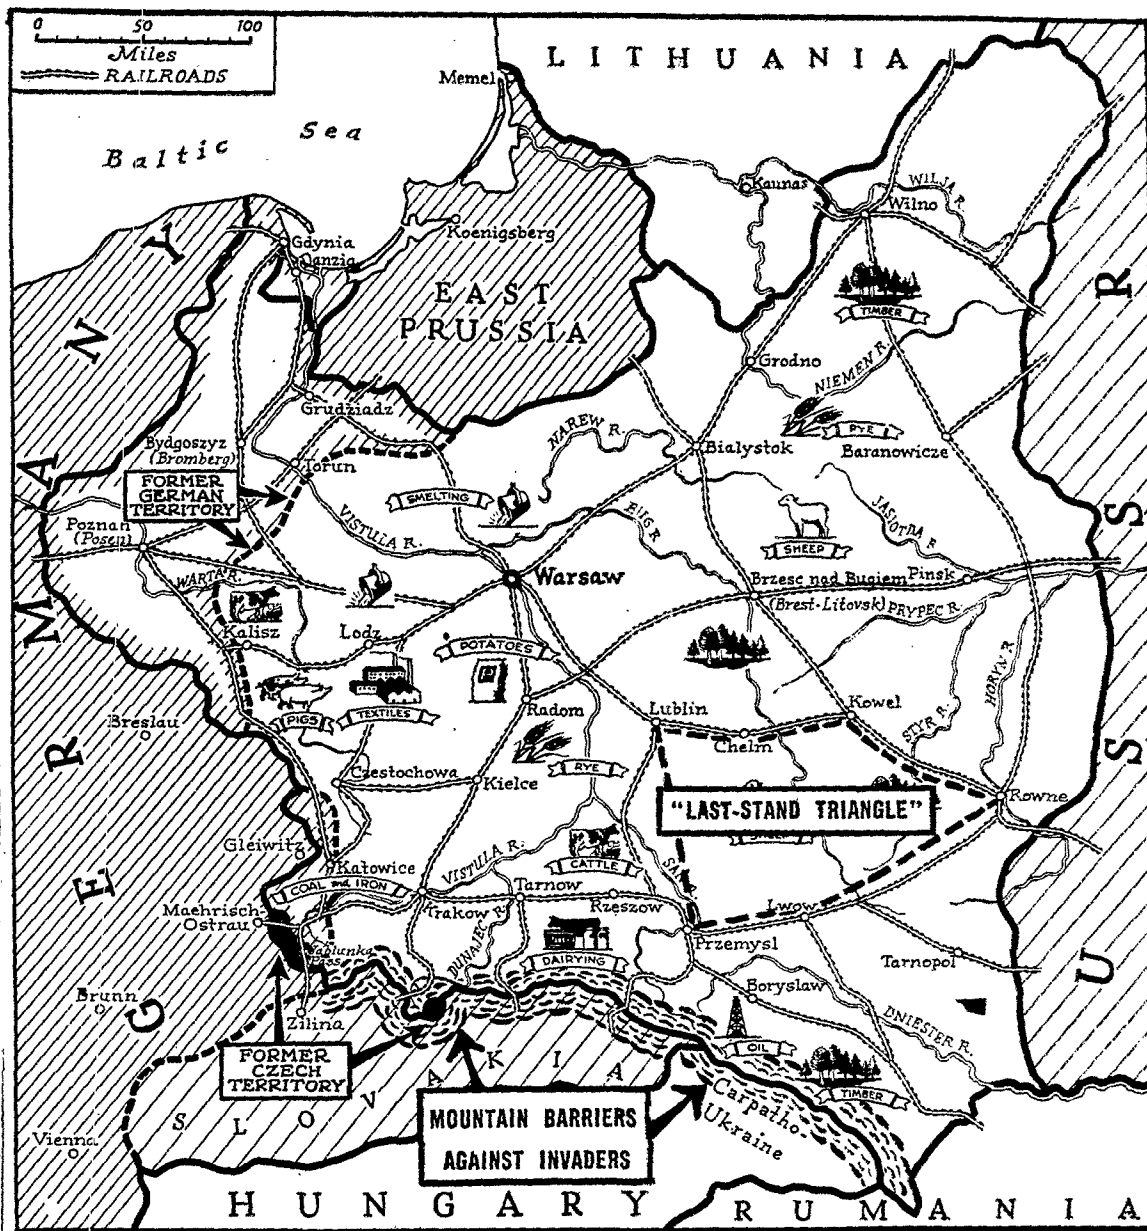 0 50 100
Miles
RAILROADS
LITHUANIA
Memel
Baltic Sea
Kaunas
WILJA R.
Wilno
Gdynia
Danzig
Koenigsberg
EAST
PRUSSIA
TIMBER
Grodno
NIEMEN R.
Grudziadz
RYE
Baranowicze
Bydgoszyz
(Bromberg)
NAREW R.
Bialystok
Torun
FORMER
GERMAN
TERRITORY
SMELTING
VISTULA R.
BUG R.
SHEEP
JASIOTDA R.
Poznan
(Posen)
WARTA R.
Warsaw
Brzesc nad Bugiem
Pinsk
(Brest-Litovsk)
PRYPEC R.
Kalisz
Lodz
POTATOES
PIGS
TEXTILES
Radom
Lublin
Chelm
Kowel
STYR R.
HORYN R.
Breslau
Czestochowa
Kielce
RYE
"LAST-STAND TRIANGLE"
Rowne
Gleiwitz
Katowice
COAL and IRON
VISTULA R.
CATTLE
SAN R.
Maehrisch-
Ostrau
Trakow
Tarnow
Rzeszow
Lwow
Przemysl
Jablunka
Pass
DUNAJEC R.
DAIRYING
Tarnopol
Boryslaw
DNIESTER R.
Brunn
Zilina
OIL
TIMBER
FORMER
CZECH
TERRITORY
SLOVAKIA
MOUNTAIN BARRIERS
AGAINST INVADERS
Carpatho-
Ukraine
Vienna
GERMANY
U.S.S.R.
HUNGARY
RUMANIA